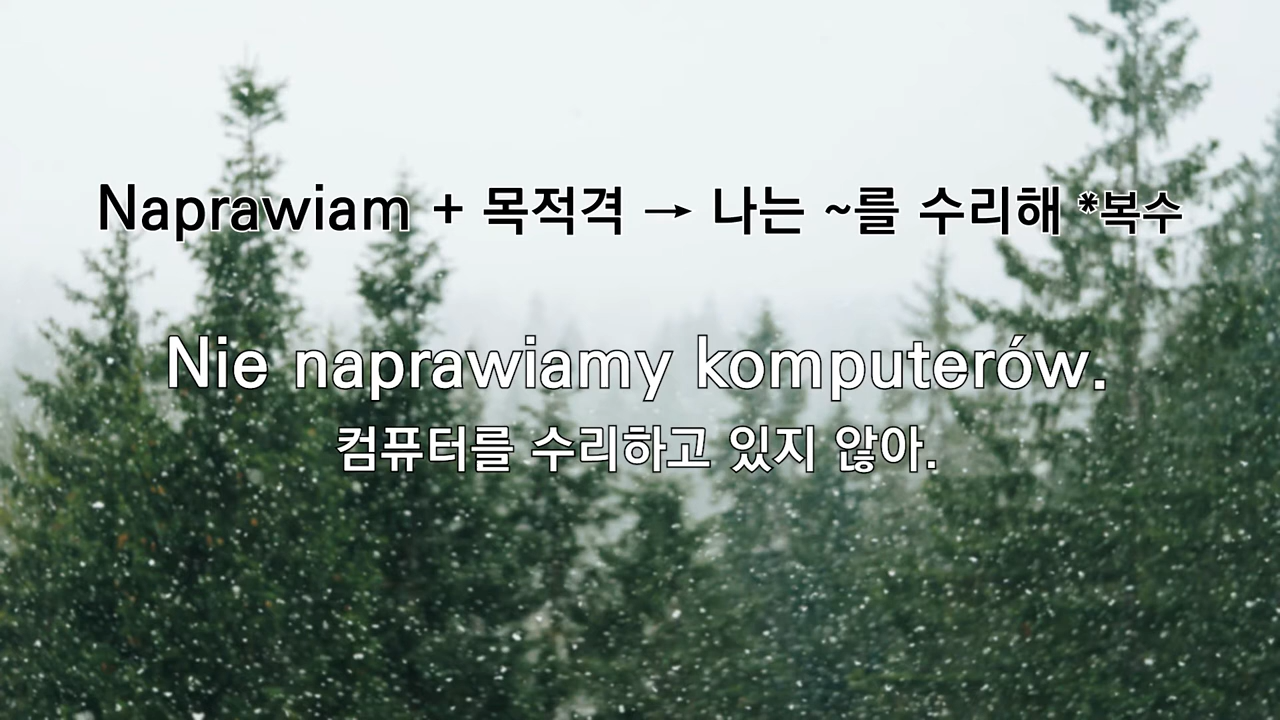 Naprawiam + 목적격 → 나는 ~를 수리해 *복수
Nie naprawiamy komputerów.
컴퓨터를 수리하고 있지 않아.